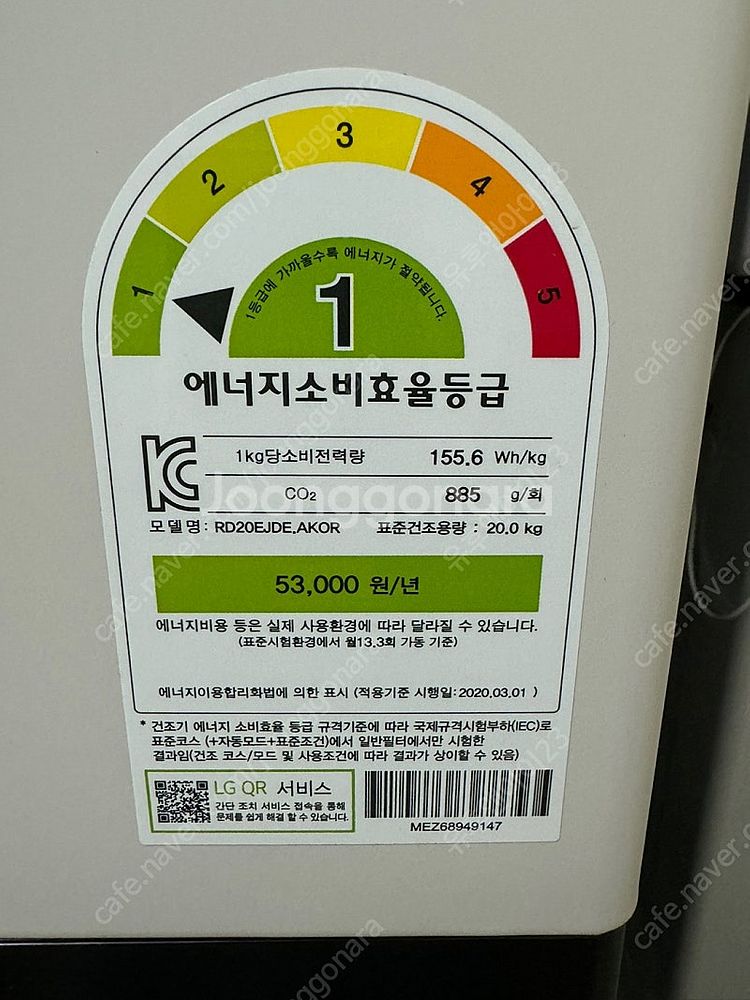 1
2
3
4
5
1등급에 가까울수록 에너지가 절약됩니다.
1
에너지소비효율등급
1kg당소비전력량 155.6 Wh/kg
CO₂ 885 g/회
모델명: RD20EJDE.AKOR 표준건조용량 : 20.0 kg
53,000 원/년
에너지비용 등은 실제 사용환경에 따라 달라질 수 있습니다.
(표준시험환경에서 월13.3회 가동 기준)
에너지이용합리화법에 의한 표시 (적용기준 시행일:2020.03.01 )
* 건조기 에너지 소비효율 등급 규격기준에 따라 국제규격시험부하(IEC)로
표준코스 (+자동모드+표준조건)에서 일반필터에서만 시험한
결과임(건조 코스/모드 및 사용조건에 따라 결과가 상이할 수 있음)
LG QR 서비스
간단 조치 서비스 접속을 통해
문제를 쉽게 해결 할 수 있습니다.
MEZ68949147
Joonggonara
cafe.naver.com/joonggonara